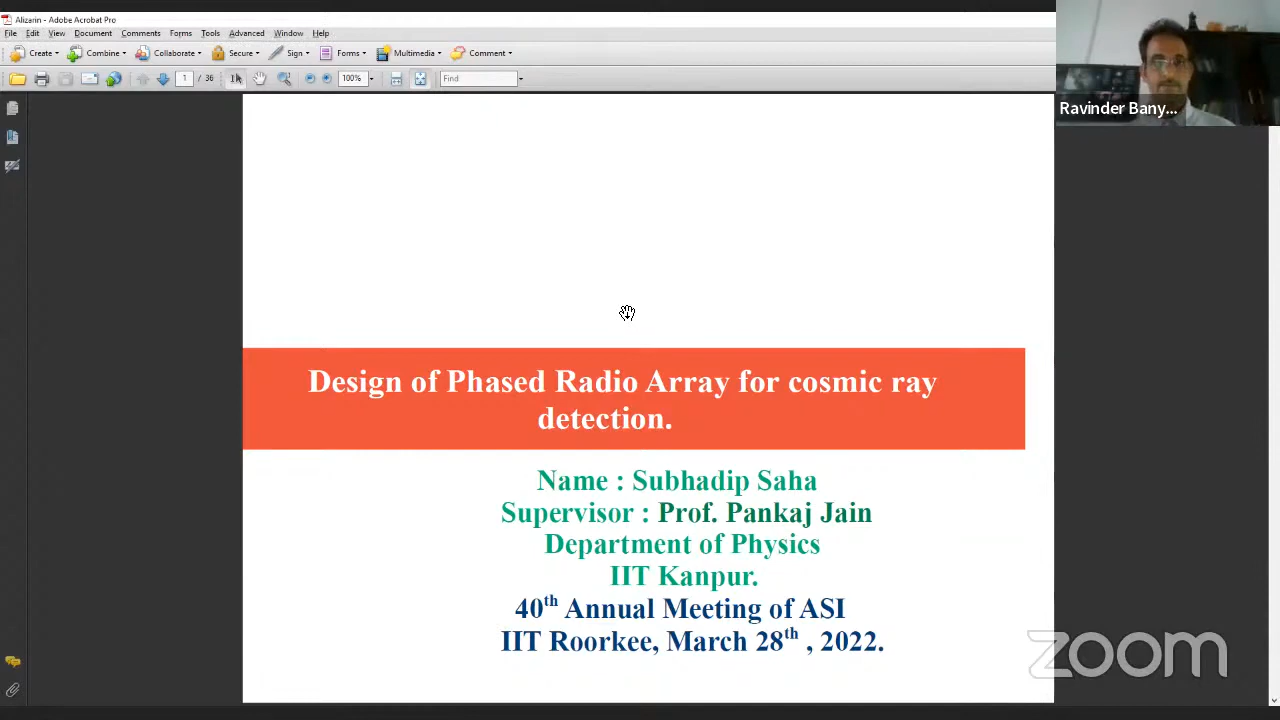 Alizarin - Adobe Acrobat Pro
File Edit View Document Comments Forms Tools Advanced Window Help
Create Combine Collaborate Secure Sign Forms Multimedia Comment
1 / 36 100% Find
Ravinder Bany...
Design of Phased Radio Array for cosmic ray
detection.
Name : Subhadip Saha
Supervisor : Prof. Pankaj Jain
Department of Physics
IIT Kanpur.
40th Annual Meeting of ASI
IIT Roorkee, March 28th , 2022.
zoom